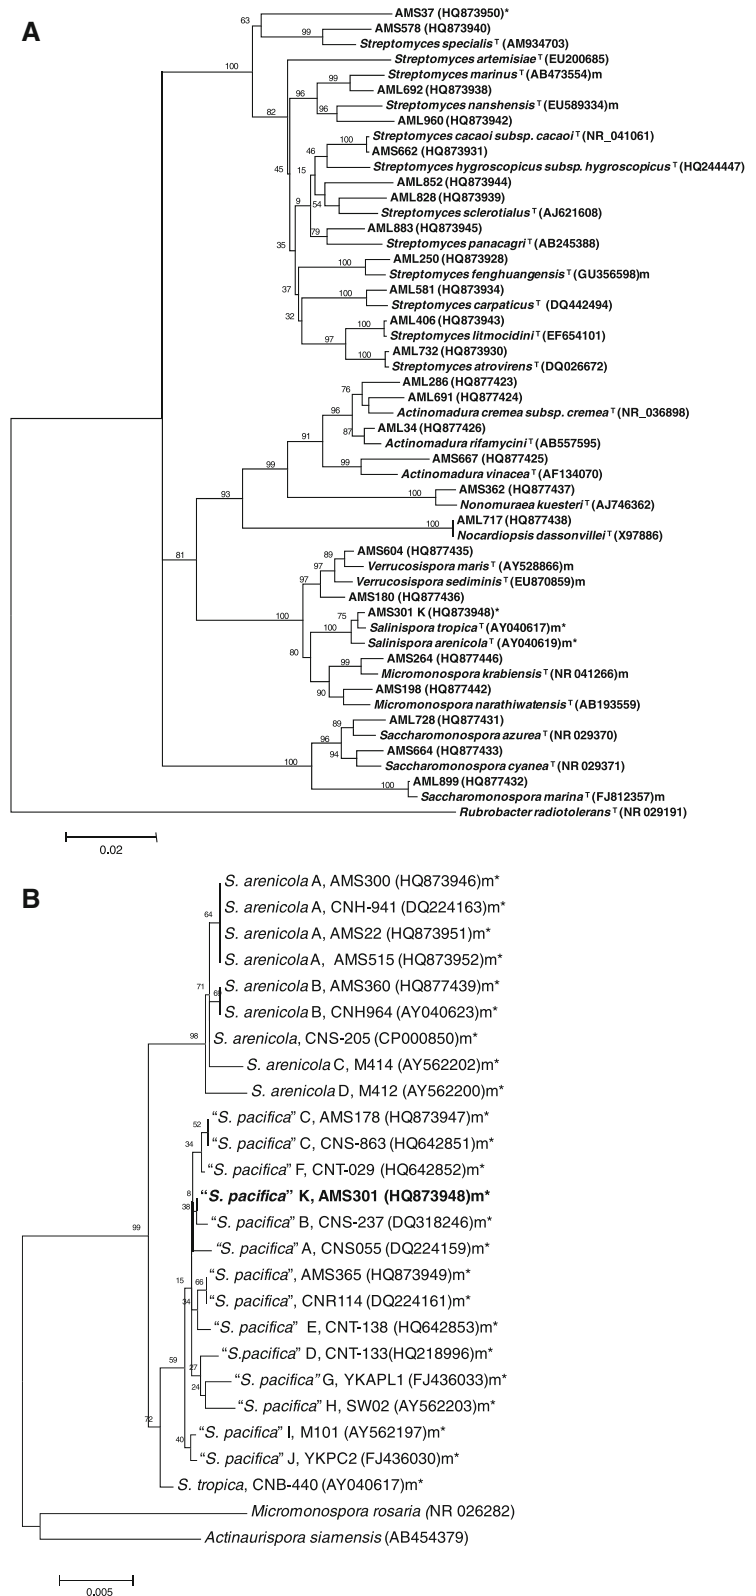 A
AMS37 (HQ873950)*
63
AMS578 (HQ873940)
99
Streptomyces specialis T (AM934703)
Streptomyces artemisiae T (EU200685)
100
Streptomyces marinus T (AB473554)m
99
AML692 (HQ873938)
96
Streptomyces nanshensis T (EU589334)m
96
82
AML960 (HQ873942)
Streptomyces cacaoi subsp. cacaoi T (NR_041061)
100
AMS662 (HQ873931)
46
Streptomyces hygroscopicus subsp. hygroscopicus T (HQ244447)
45
15
AML852 (HQ873944)
AML828 (HQ873939)
9
54
Streptomyces sclerotialus T (AJ621608)
AML883 (HQ873945)
79
Streptomyces panacagri T (AB245388)
35
AML250 (HQ873928)
100
Streptomyces fenghuangensis T (GU356598)m
37
AML581 (HQ873934)
100
Streptomyces carpaticus T (DQ442494)
32
AML406 (HQ873943)
100
Streptomyces litmocidini T (EF654101)
97
AML732 (HQ873930)
100
Streptomyces atrovirens T (DQ026672)
AML286 (HQ877423)
76
AML691 (HQ877424)
96
Actinomadura cremea subsp. cremea T (NR_036898)
AML34 (HQ877426)
87
91
Actinomadura rifamycini T (AB557595)
AMS667 (HQ877425)
99
99
Actinomadura vinacea T (AF134070)
AMS362 (HQ877437)
100
93
Nonomuraea kuesteri T (AJ746362)
AML717 (HQ877438)
100
Nocardiopsis dassonvillei T (X97886)
81
AMS604 (HQ877435)
89
Verrucosispora maris T (AY528866)m
97
Verrucosispora sediminis T (EU870859)m
97
AMS180 (HQ877436)
AMS301 K (HQ873948)*
75
100
Salinispora tropica T (AY040617)m*
100
Salinispora arenicola T (AY040619)m*
80
AMS264 (HQ877446)
99
Micromonospora krabiensis T (NR 041266)m
AMS198 (HQ877442)
90
Micromonospora narathiwatensis T (AB193559)
AML728 (HQ877431)
89
Saccharomonospora azurea T (NR 029370)
96
AMS664 (HQ877433)
94
Saccharomonospora cyanea T (NR 029371)
100
AML899 (HQ877432)
100
Saccharomonospora marina T (FJ812357)m
Rubrobacter radiotolerans T (NR 029191)
0.02
B
S. arenicola A, AMS300 (HQ873946)m*
S. arenicola A, CNH-941 (DQ224163)m*
64
S. arenicola A, AMS22 (HQ873951)m*
S. arenicola A, AMS515 (HQ873952)m*
S. arenicola B, AMS360 (HQ877439)m*
71
S. arenicola B, CNH964 (AY040623)m*
S. arenicola, CNS-205 (CP000850)m*
98
S. arenicola C, M414 (AY562202)m*
S. arenicola D, M412 (AY562200)m*
"S. pacifica" C, AMS178 (HQ873947)m*
52
"S. pacifica" C, CNS-863 (HQ642851)m*
34
"S. pacifica" F, CNT-029 (HQ642852)m*
8
"S. pacifica" K, AMS301 (HQ873948)m*
38
"S. pacifica" B, CNS-237 (DQ318246)m*
99
"S. pacifica" A, CNS055 (DQ224159)m*
"S. pacifica", AMS365 (HQ873949)m*
15
66
"S. pacifica", CNR114 (DQ224161)m*
34
"S. pacifica" E, CNT-138 (HQ642853)m*
"S.pacifica" D, CNT-133(HQ218996)m*
59
27
"S. pacifica" G, YKAPL1 (FJ436033)m*
24
"S. pacifica" H, SW02 (AY562203)m*
72
"S. pacifica" I, M101 (AY562197)m*
40
"S. pacifica" J, YKPC2 (FJ436030)m*
S. tropica, CNB-440 (AY040617)m*
Micromonospora rosaria (NR 026282)
Actinaurispora siamensis (AB454379)
0.005